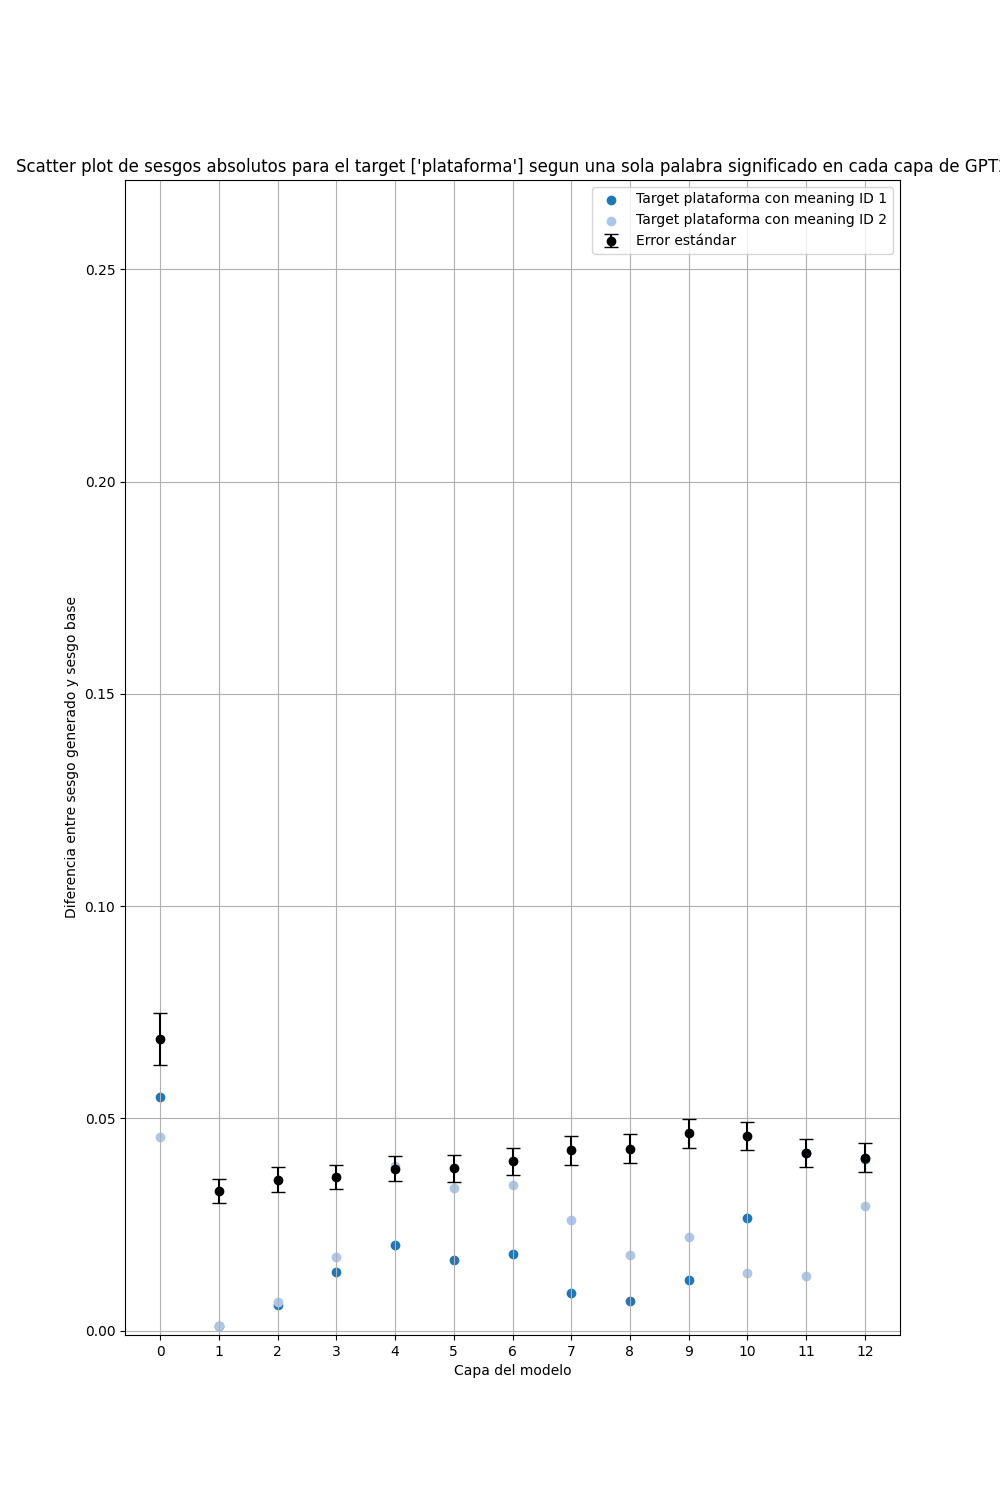 Scatter plot de sesgos absolutos para el target ['plataforma'] segun una sola palabra significado en cada capa de GPT
Target plataforma con meaning ID 1
Target plataforma con meaning ID 2
Error estándar
Diferencia entre sesgo generado y sesgo base
0.25
0.20
0.15
0.10
0.05
0.00
0 1 2 3 4 5 6 7 8 9 10 11 12
Capa del modelo